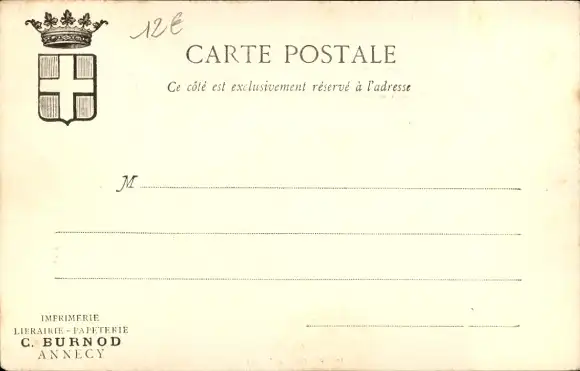 12€
CARTE POSTALE
Ce côté est exclusivement réservé à l'adresse
M
IMPRIMERIE
LIBRAIRIE - PAPETERIE
C. BURNOD
ANNECY